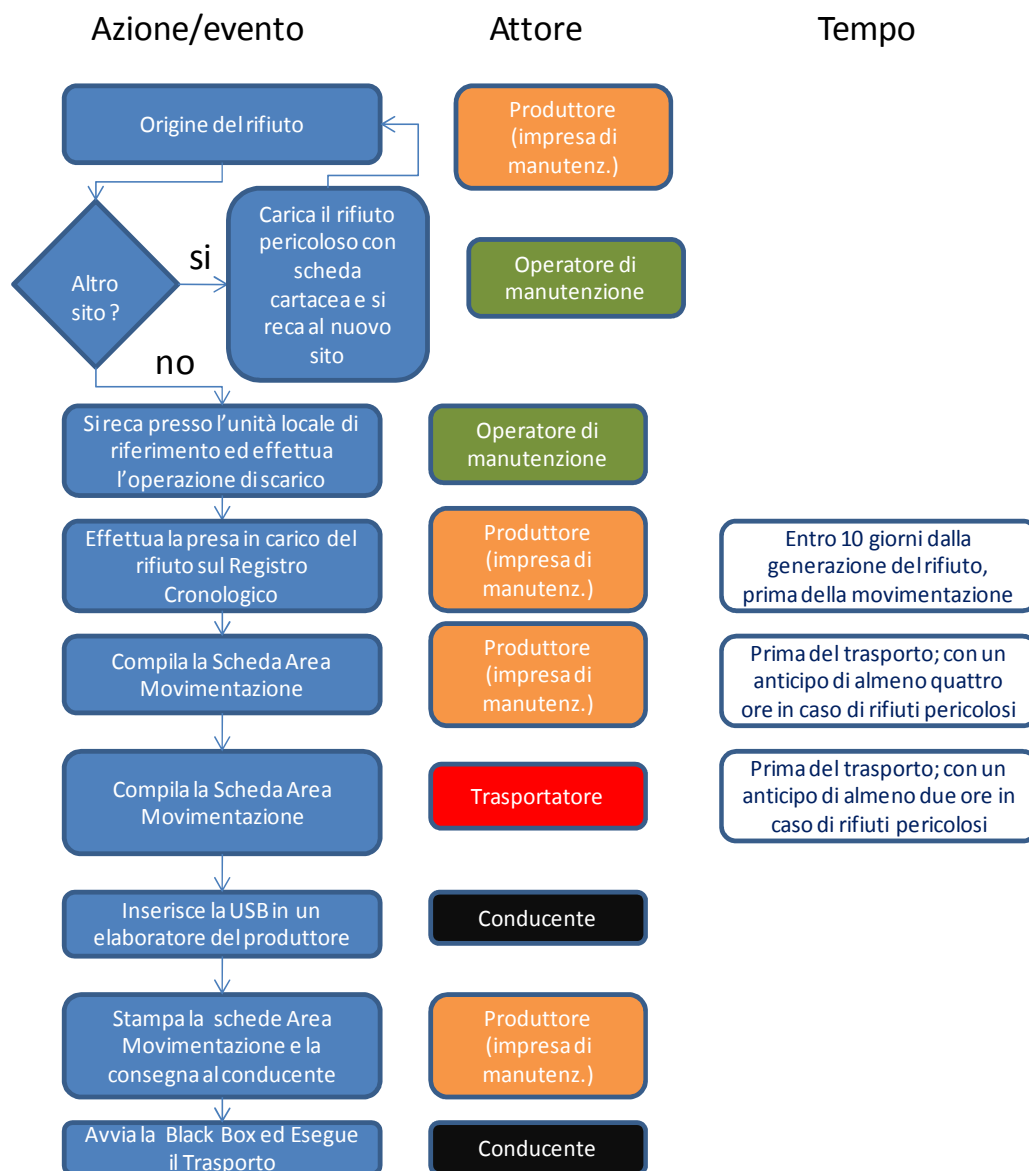 Azione/evento
Attore
Tempo
Origine del rifiuto
Produttore
(impresa di
manutenz.)
Altro
sito ?
si
no
Carica il rifiuto
pericoloso con
scheda
cartacea e si
reca al nuovo
sito
Operatore di
manutenzione
Si reca presso l'unità locale di
riferimento ed effettua
l'operazione di scarico
Operatore di
manutenzione
Effettua la presa in carico del
rifiuto sul Registro
Cronologico
Produttore
(impresa di
manutenz.)
Entro 10 giorni dalla
generazione del rifiuto,
prima della movimentazione
Compila la Scheda Area
Movimentazione
Produttore
(impresa di
manutenz.)
Prima del trasporto; con un
anticipo di almeno quattro
ore in caso di rifiuti pericolosi
Compila la Scheda Area
Movimentazione
Trasportatore
Prima del trasporto; con un
anticipo di almeno due ore in
caso di rifiuti pericolosi
Inserisce la USB in un
elaboratore del produttore
Conducente
Stampa la schede Area
Movimentazione e la
consegna al conducente
Produttore
(impresa di
manutenz.)
Avvia la Black Box ed Esegue
il Trasporto
Conducente